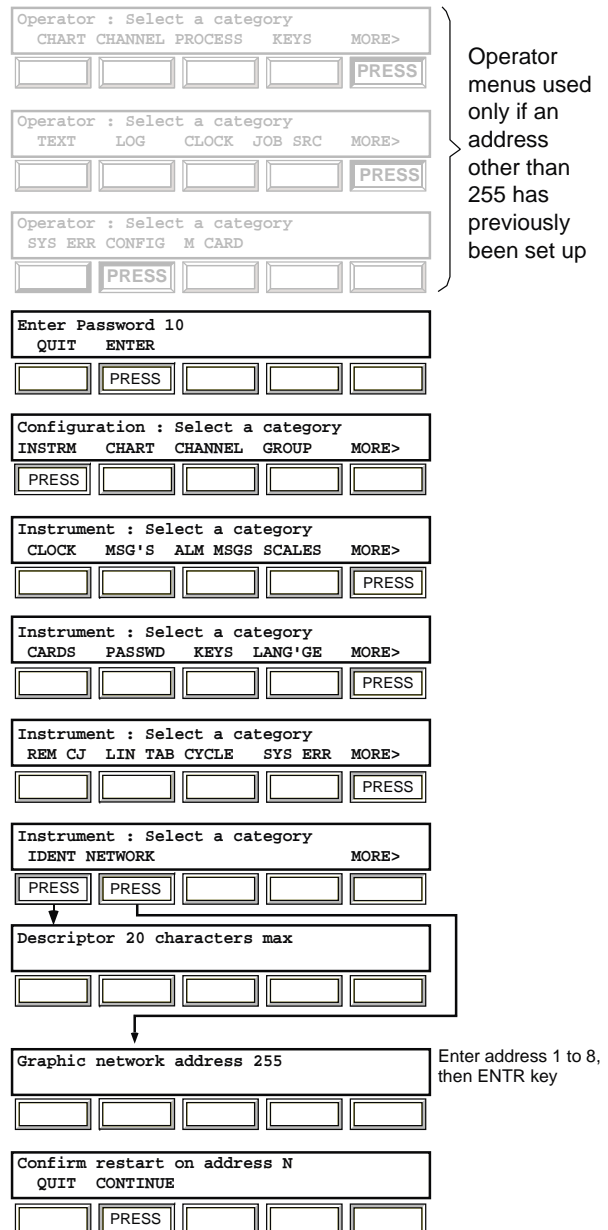 Operator : Select a category
CHART CHANNEL PROCESS KEYS MORE>
PRESS
Operator : Select a category
TEXT LOG CLOCK JOB SRC MORE>
PRESS
Operator : Select a category
SYS ERR CONFIG M CARD
PRESS
Operator
menus used
only if an
address
other than
255 has
previously
been set up
Enter Password 10
QUIT ENTER
PRESS
Configuration : Select a category
INSTRM CHART CHANNEL GROUP MORE>
PRESS
Instrument : Select a category
CLOCK MSG'S ALM MSGS SCALES MORE>
PRESS
Instrument : Select a category
CARDS PASSWD KEYS LANG'GE MORE>
PRESS
Instrument : Select a category
REM CJ LIN TAB CYCLE SYS ERR MORE>
PRESS
Instrument : Select a category
IDENT NETWORK MORE>
PRESS PRESS
Descriptor 20 characters max
Graphic network address 255
Enter address 1 to 8,
then ENTR key
Confirm restart on address N
QUIT CONTINUE
PRESS